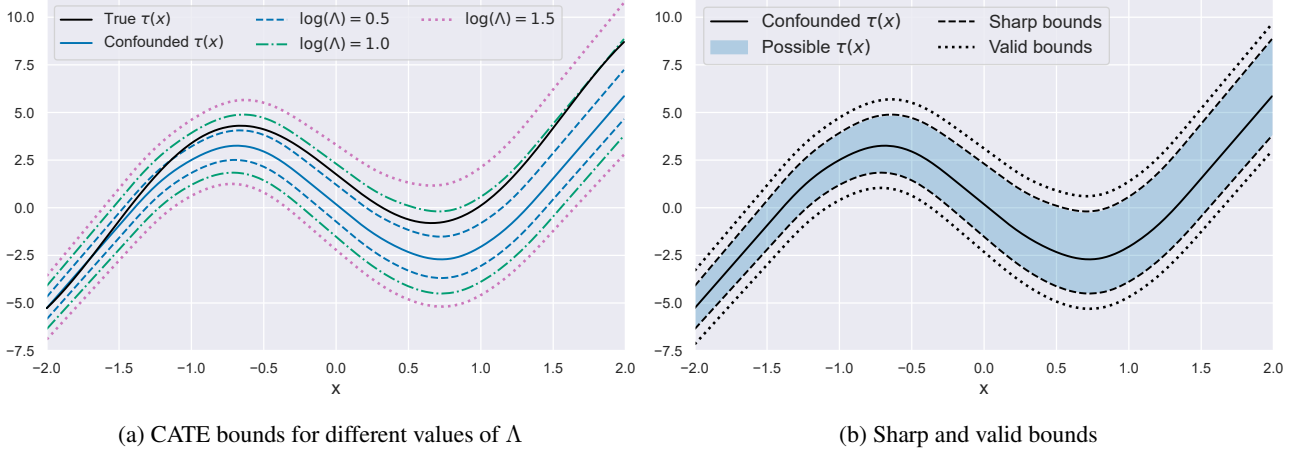 True τ(x)
Confounded τ(x)
log(Λ) = 0.5
log(Λ) = 1.0
log(Λ) = 1.5
10.0
7.5
5.0
2.5
0.0
−2.5
−5.0
−7.5
−2.0 −1.5 −1.0 −0.5 0.0 0.5 1.0 1.5 2.0
x
(a) CATE bounds for different values of Λ
Confounded τ(x)
Possible τ(x)
Sharp bounds
Valid bounds
10.0
7.5
5.0
2.5
0.0
−2.5
−5.0
−7.5
−2.0 −1.5 −1.0 −0.5 0.0 0.5 1.0 1.5 2.0
x
(b) Sharp and valid bounds